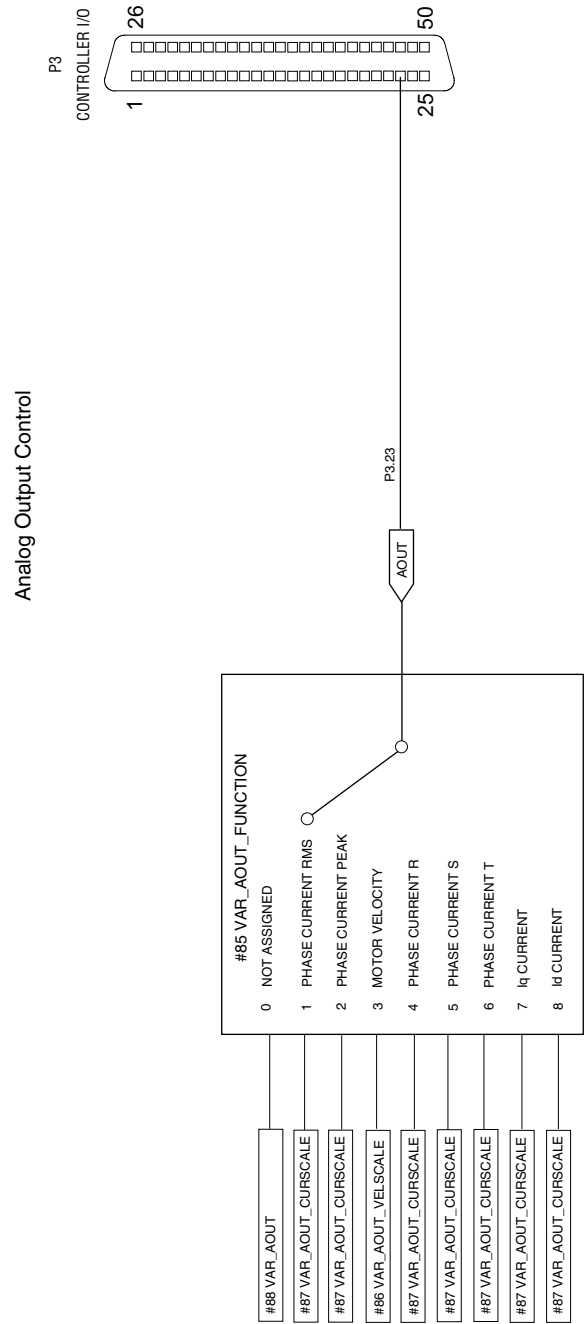 Analog Output Control
P3
CONTROLLER I/O
26
50
1
25
P3.23
AOUT
#85 VAR_AOUT_FUNCTION
0 NOT ASSIGNED
1 PHASE CURRENT RMS
2 PHASE CURRENT PEAK
3 MOTOR VELOCITY
4 PHASE CURRENT R
5 PHASE CURRENT S
6 PHASE CURRENT T
7 Iq CURRENT
8 Id CURRENT
#88 VAR_AOUT
#87 VAR_AOUT_CURSCALE
#87 VAR_AOUT_CURSCALE
#86 VAR_AOUT_VELSCALE
#87 VAR_AOUT_CURSCALE
#87 VAR_AOUT_CURSCALE
#87 VAR_AOUT_CURSCALE
#87 VAR_AOUT_CURSCALE
#87 VAR_AOUT_CURSCALE